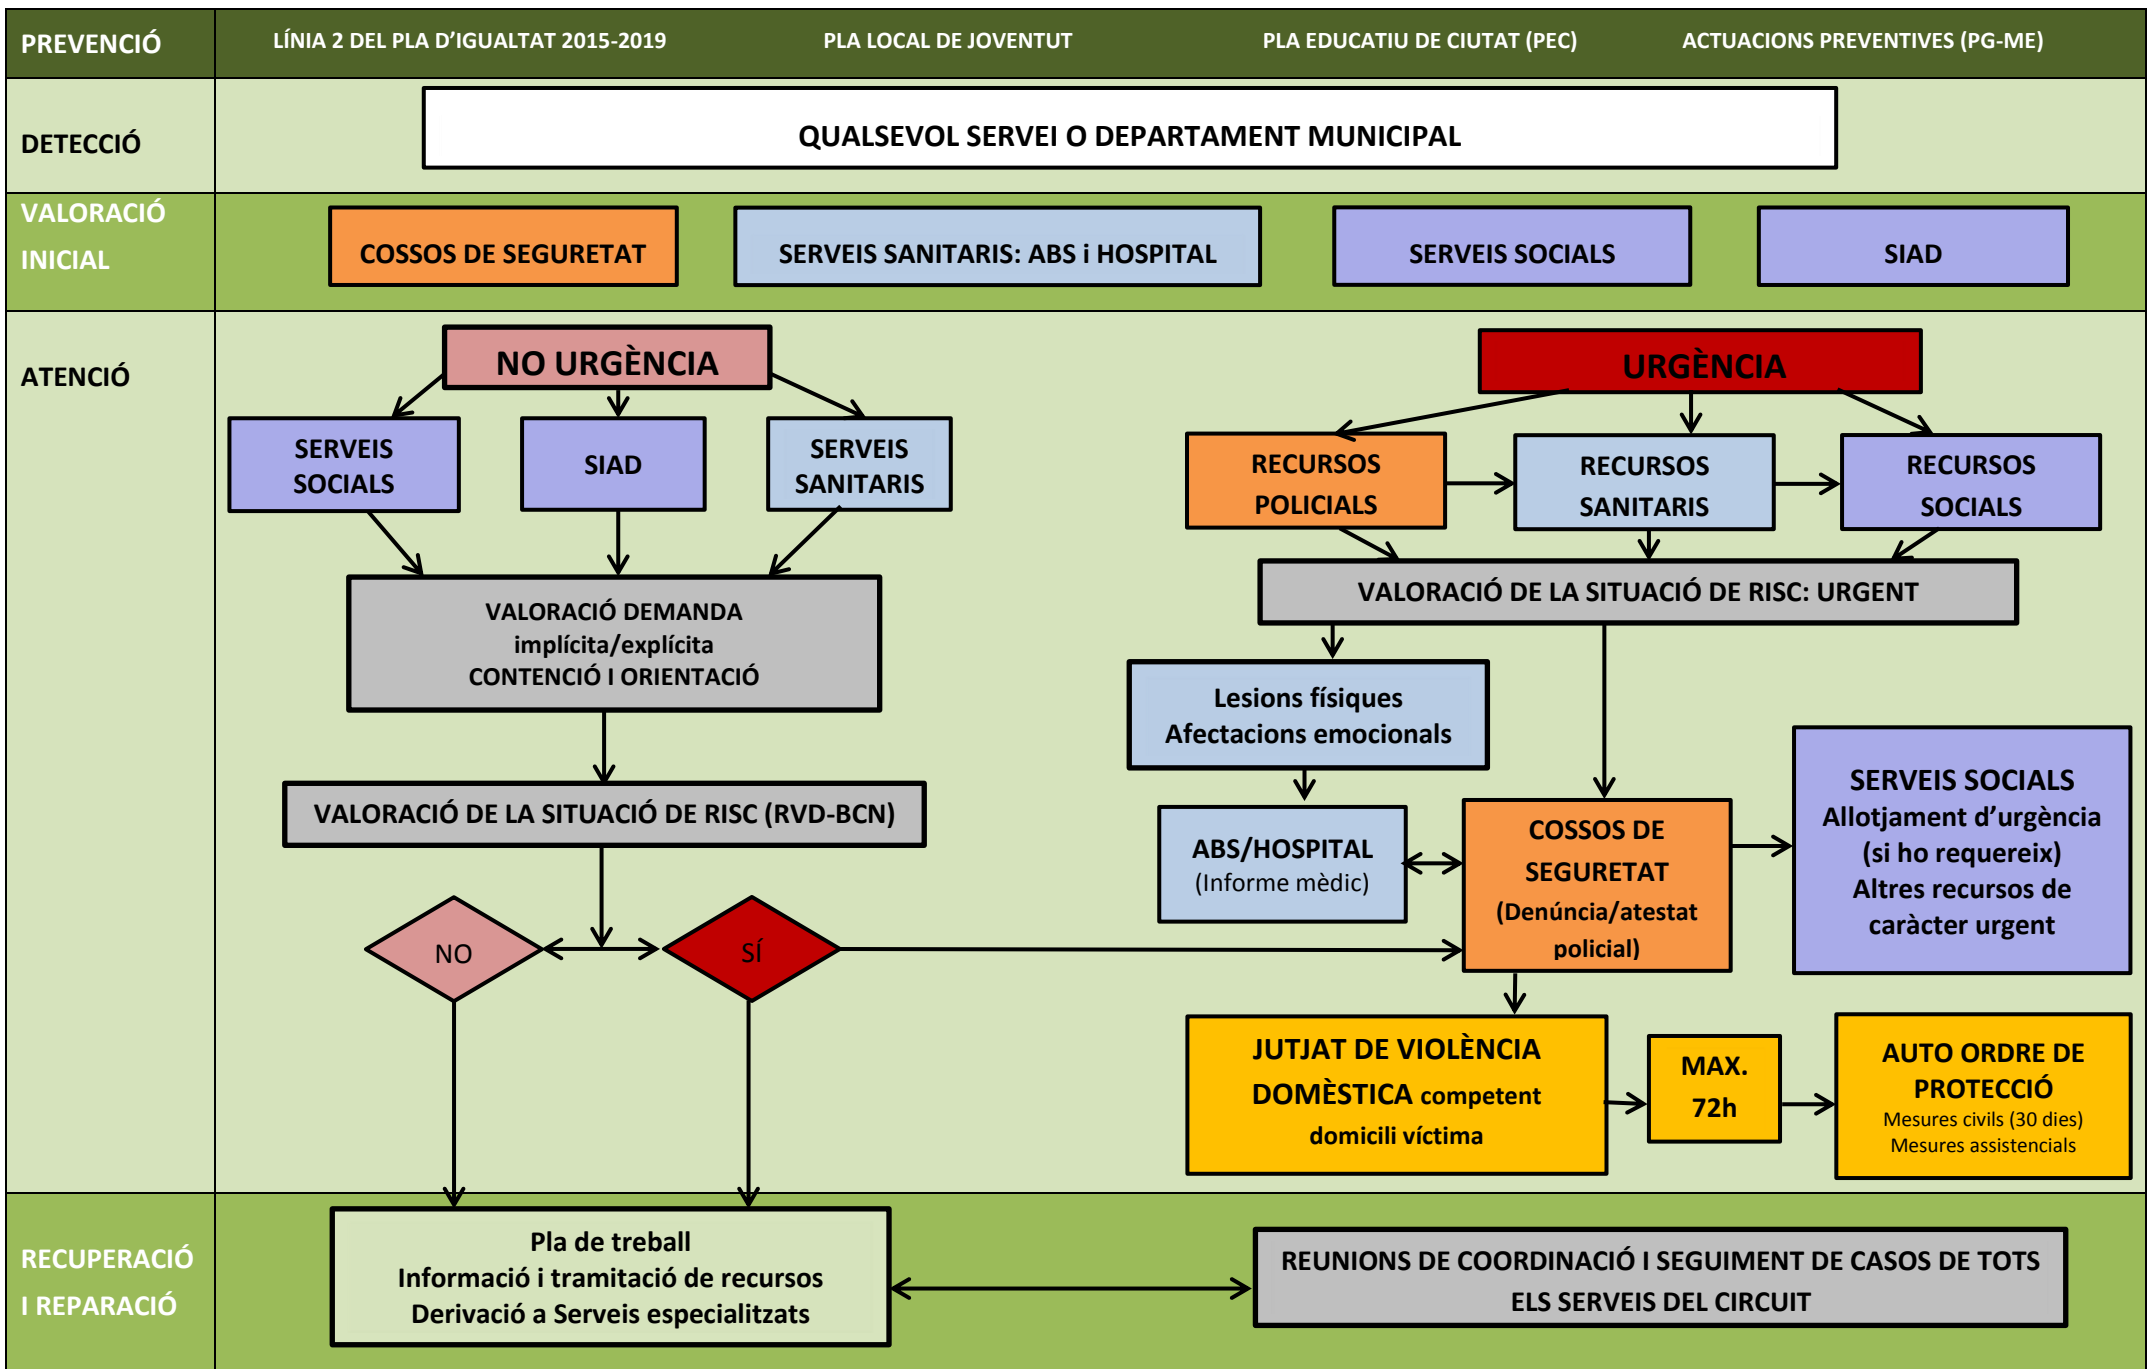 PREVENCIÓ
LÍNIA 2 DEL PLA D'IGUALTAT 2015-2019
PLA LOCAL DE JOVENTUT
PLA EDUCATIU DE CIUTAT (PEC)
ACTUACIONS PREVENTIVES (PG-ME)
DETECCIÓ
QUALSEVOL SERVEI O DEPARTAMENT MUNICIPAL
VALORACIÓ
INICIAL
COSSOS DE SEGURETAT
SERVEIS SANITARIS: ABS i HOSPITAL
SERVEIS SOCIALS
SIAD
ATENCIÓ
NO URGÈNCIA
SERVEIS
SOCIALS
SIAD
SERVEIS
SANITARIS
VALORACIÓ DEMANDA
implícita/explícita
CONTENCIÓ I ORIENTACIÓ
VALORACIÓ DE LA SITUACIÓ DE RISC (RVD-BCN)
NO
SÍ
URGÈNCIA
RECURSOS
POLICIALS
RECURSOS
SANITARIS
RECURSOS
SOCIALS
VALORACIÓ DE LA SITUACIÓ DE RISC: URGENT
Lesions físiques
Afectacions emocionals
ABS/HOSPITAL
(Informe mèdic)
COSSOS DE
SEGURETAT
(Denúncia/atestat
policial)
SERVEIS SOCIALS
Allotjament d'urgència
(si ho requereix)
Altres recursos de
caràcter urgent
JUTJAT DE VIOLÈNCIA
DOMÈSTICA competent
domicili víctima
MAX.
72h
AUTO ORDRE DE
PROTECCIÓ
Mesures civils (30 dies)
Mesures assistencials
RECUPERACIÓ
I REPARACIÓ
Pla de treball
Informació i tramitació de recursos
Derivació a Serveis especialitzats
REUNIONS DE COORDINACIÓ I SEGUIMENT DE CASOS DE TOTS
ELS SERVEIS DEL CIRCUIT